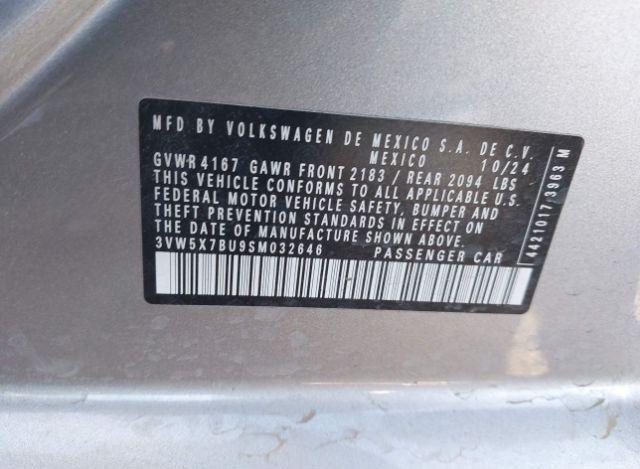 MFD BY VOLKSWAGEN DE MEXICO S.A. DE C.V.
MEXICO 10/24
GVWR 4167 GAWR FRONT 2183 / REAR 2094 LBS
THIS VEHICLE CONFORMS TO ALL APPLICABLE U.S.
FEDERAL MOTOR VEHICLE SAFETY, BUMPER AND
THEFT PREVENTION STANDARDS IN EFFECT ON
THE DATE OF MANUFACTURE SHOWN ABOVE.
3VW5X7BU9SM032646 PASSENGER CAR
4421017 3963 M